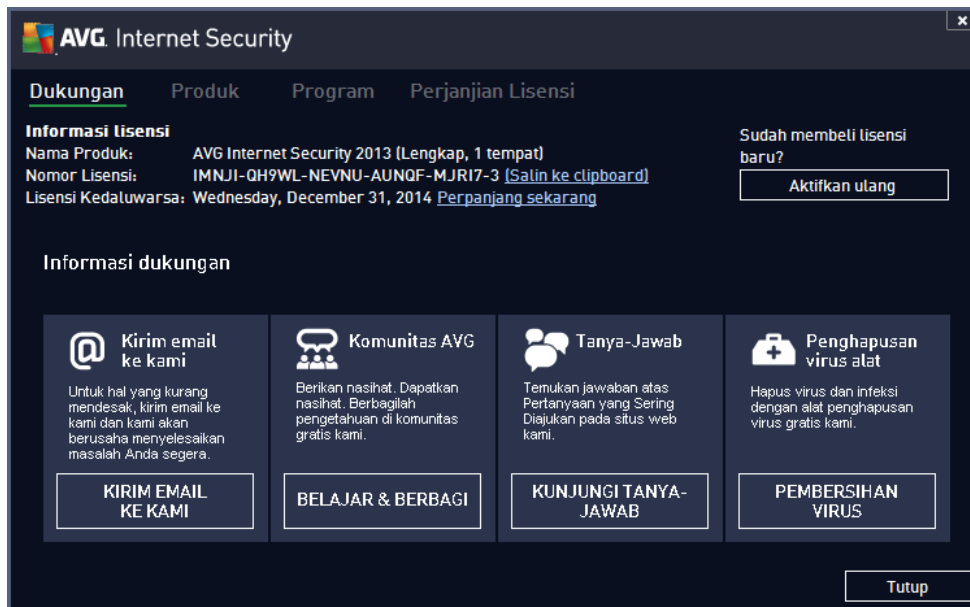 AVG. Internet Security
Dukungan Produk Program Perjanjian Lisensi
Informasi lisensi
Nama Produk: AVG Internet Security 2013 (Lengkap, 1 tempat)
Nomor Lisensi: IMNJI-QH9WL-NEVNU-AUNQF-MJRI7-3 (Salin ke clipboard)
Lisensi Kedaluwarsa: Wednesday, December 31, 2014 Perpanjang sekarang
Sudah membeli lisensi
baru?
Aktifkan ulang
Informasi dukungan
Kirim email
ke kami
Untuk hal yang kurang
mendesak, kirim email ke
kami dan kami akan
berusaha menyelesaikan
masalah Anda segera.
KIRIM EMAIL
KE KAMI
Komunitas AVG
Berikan nasihat. Dapatkan
nasihat. Berbagilah
pengetahuan di komunitas
gratis kami.
BELAJAR & BERBAGI
Tanya-Jawab
Temukan jawaban atas
Pertanyaan yang Sering
Diajukan pada situs web
kami.
KUNJUNGI TANYA-
JAWAB
Penghapusan
virus alat
Hapus virus dan infeksi
dengan alat penghapusan
virus gratis kami.
PEMBERSIHAN
VIRUS
Tutup